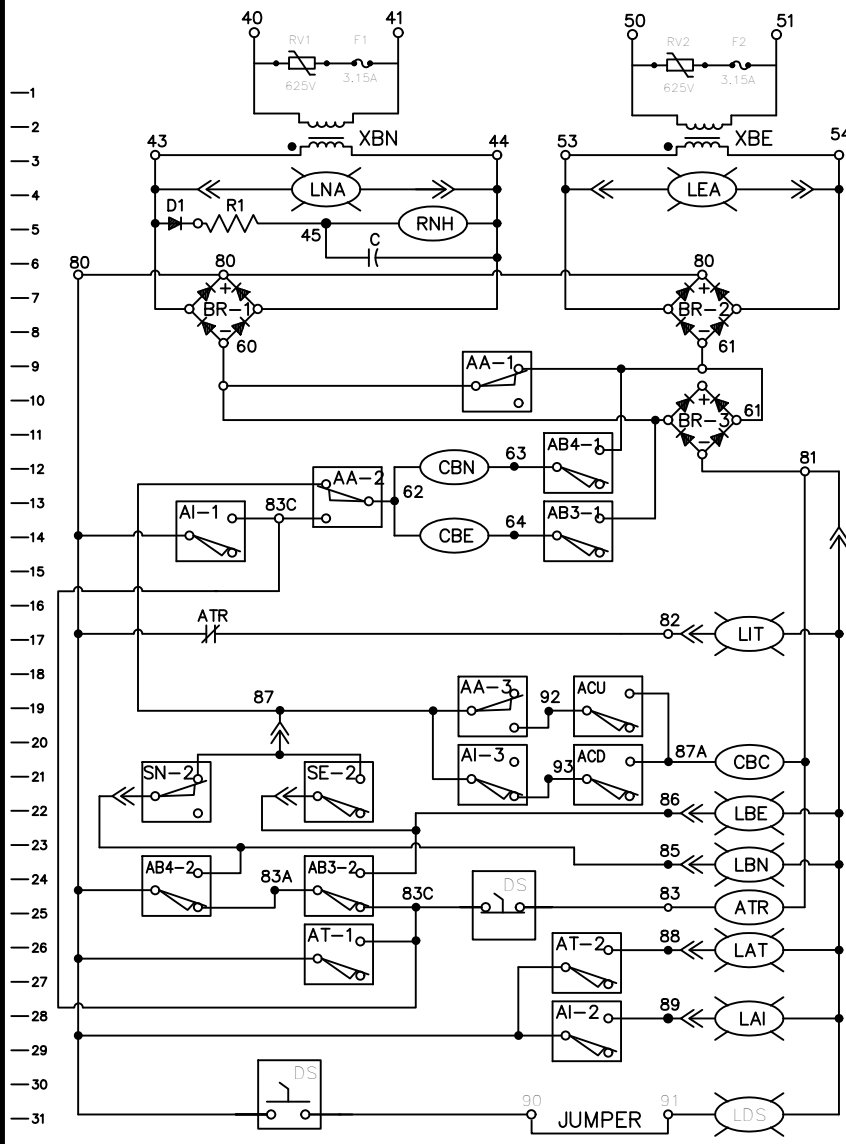 40 41 50 51
RV1 F1 RV2 F2
625V 3.15A 625V 3.15A
—1
—2
XBN XBE
43 44 53 54
—3
—4 LNA LEA
D1 R1
—5 45 RNH
C
—6 80 80 80
—7 BR-1 BR-2
—8 60 61
—9 AA-1
—10
BR-3 61
—11 AB4-1
—12 CBN 63 81
AA-2 62
—13 AI-1 83C AB3-1
—14 CBE 64
—15
—16 ATR 82
—17 LIT
—18 AA-3 ACU
—19 87 92
—20 AI-3 ACD 87A CBC
—21 SN-2 SE-2 93
—22 86 LBE
—23 85 LBN
—24 AB4-2 83A AB3-2
—25 83C DS 83 ATR
—26 AT-1 AT-2 88 LAT
—27
—28 AI-2 89 LAI
—29
—30 DS
—31 90 JUMPER 91 LDS
+
−
+
−
+
−